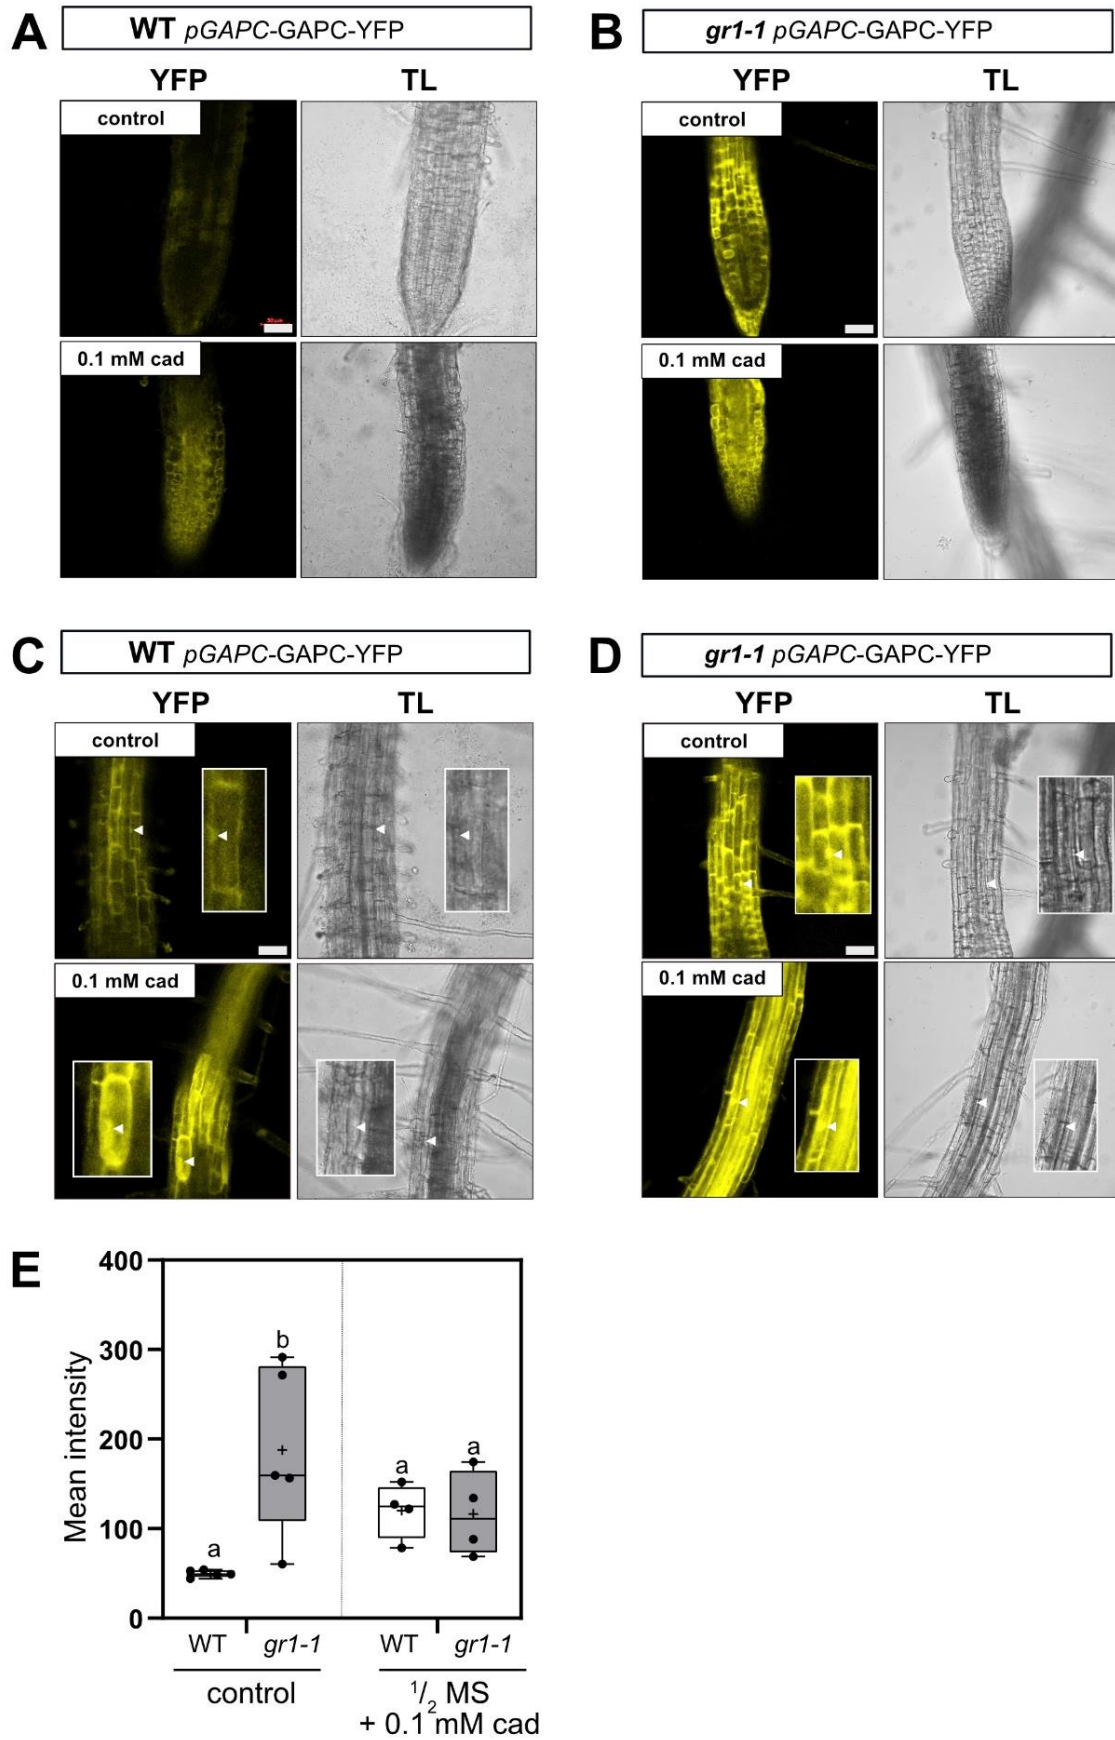 A
WT pGAPC-GAPC-YFP
YFP TL
control
50 µm
0.1 mM cad
B
gr1-1 pGAPC-GAPC-YFP
YFP TL
control
0.1 mM cad
C
WT pGAPC-GAPC-YFP
YFP TL
control
0.1 mM cad
D
gr1-1 pGAPC-GAPC-YFP
YFP TL
control
0.1 mM cad
E
Mean intensity
400
300
200
100
0
a
b
a
a
WT gr1-1 WT gr1-1
control
1/2 MS
+ 0.1 mM cad